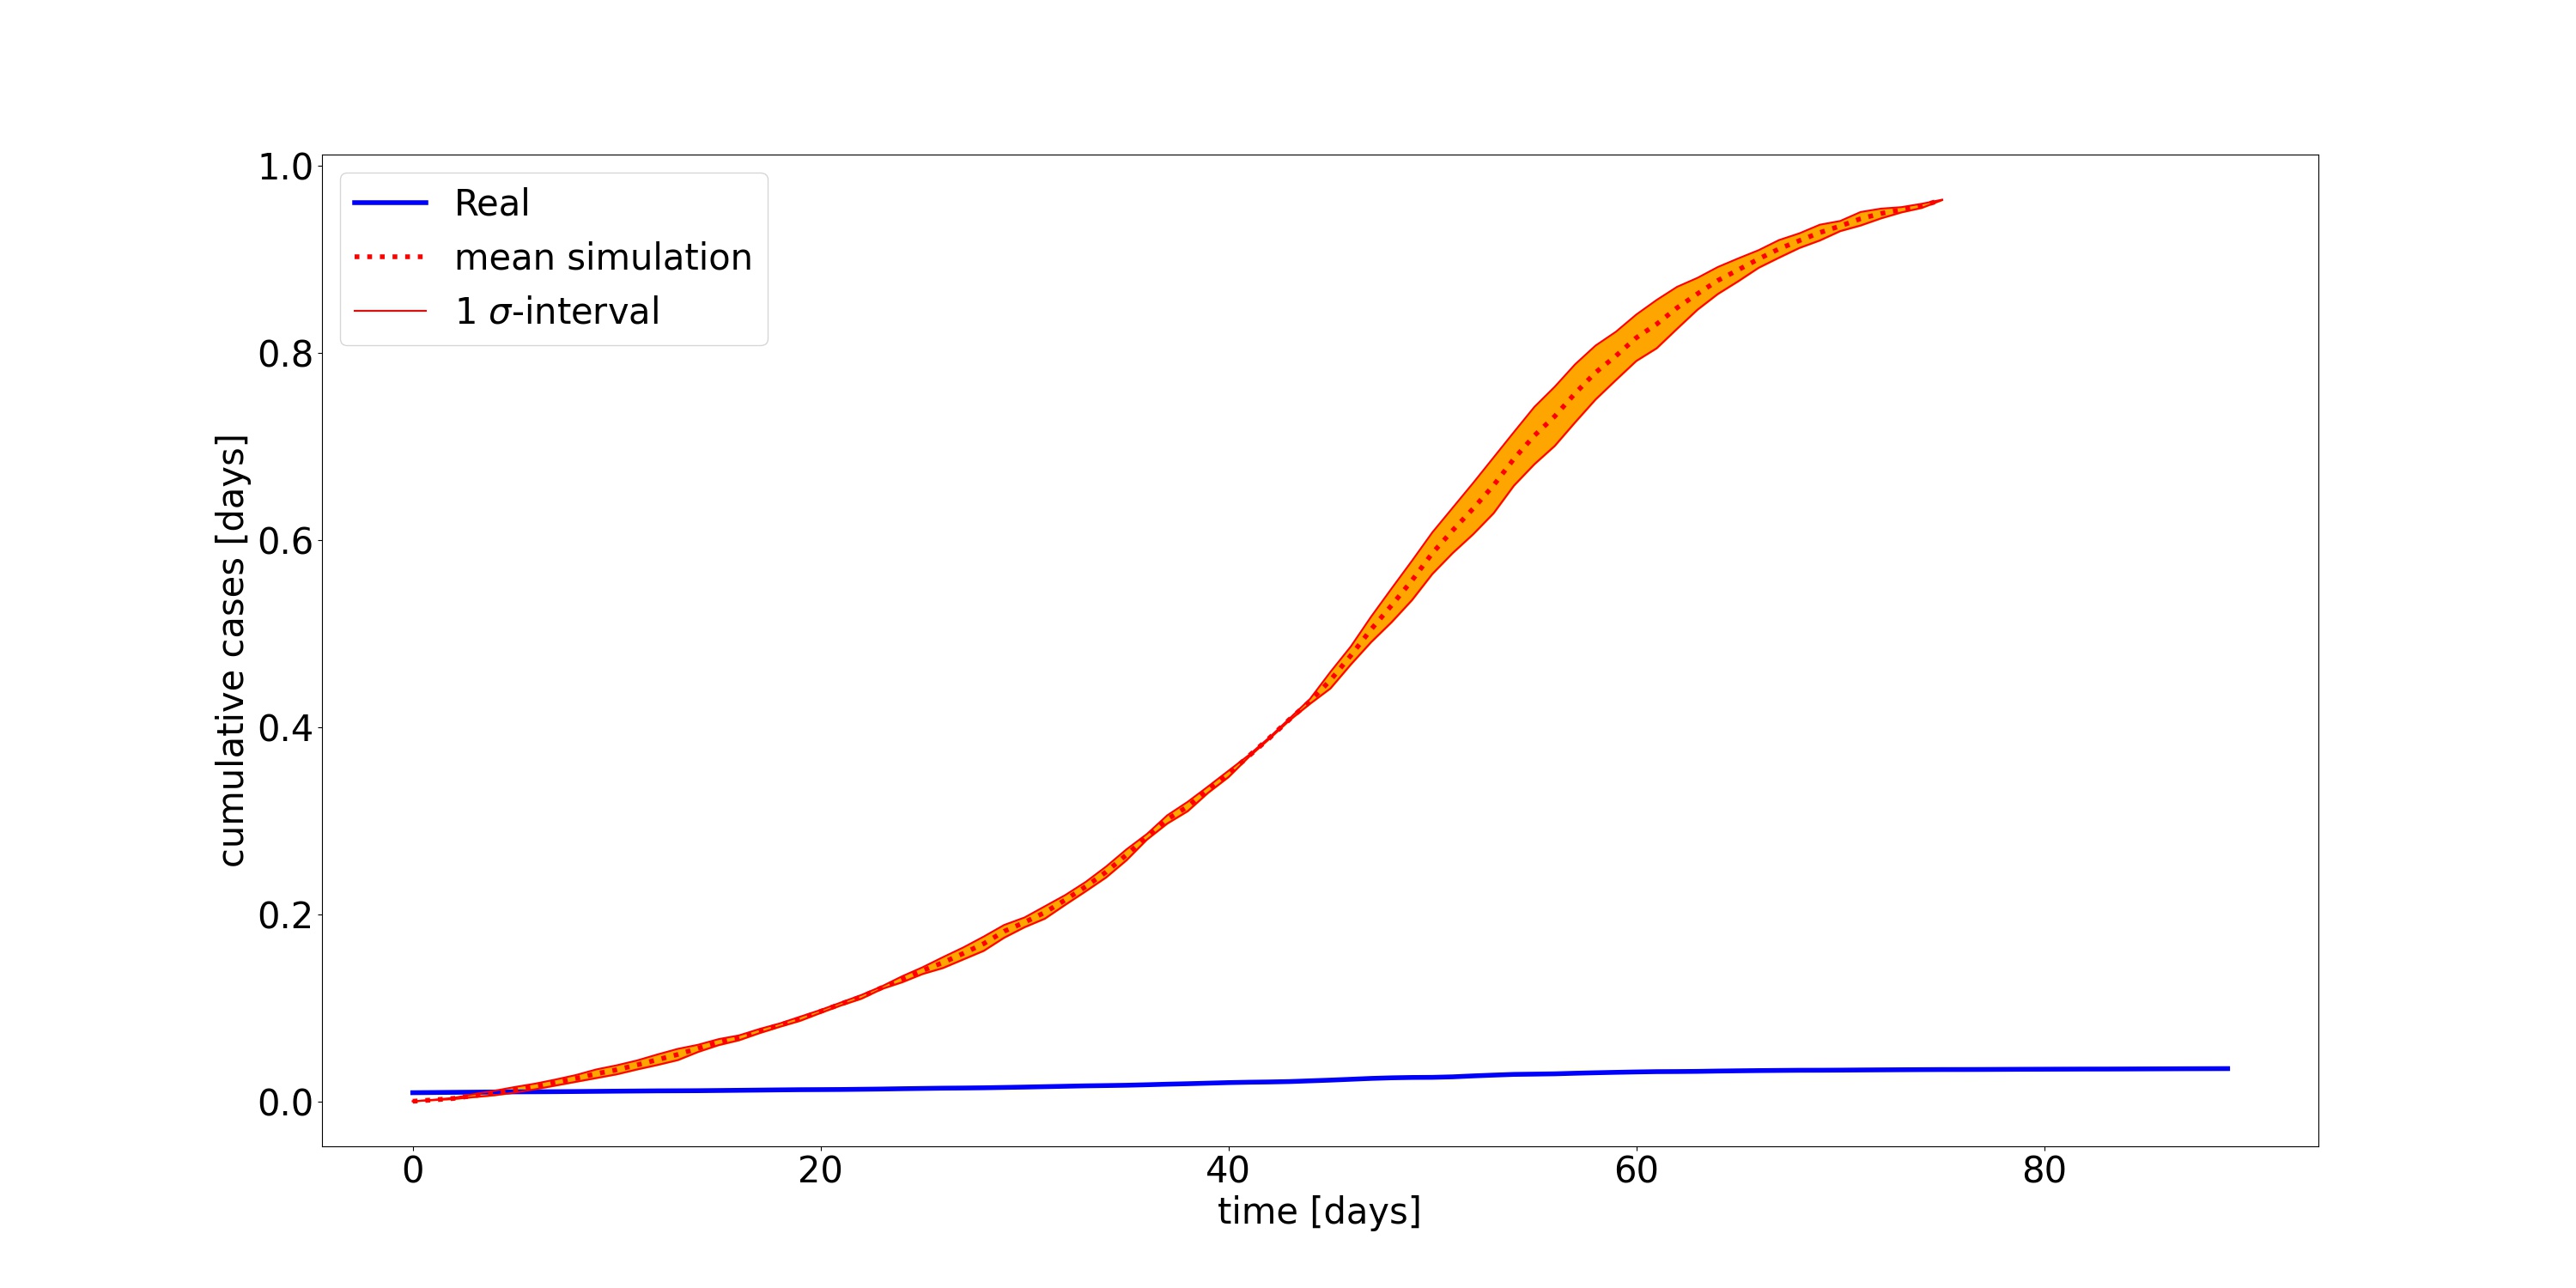 1.0
0.8
0.6
0.4
0.2
0.0
cumulative cases [days]
Real
mean simulation
1 σ-interval
0 20 40 60 80
time [days]